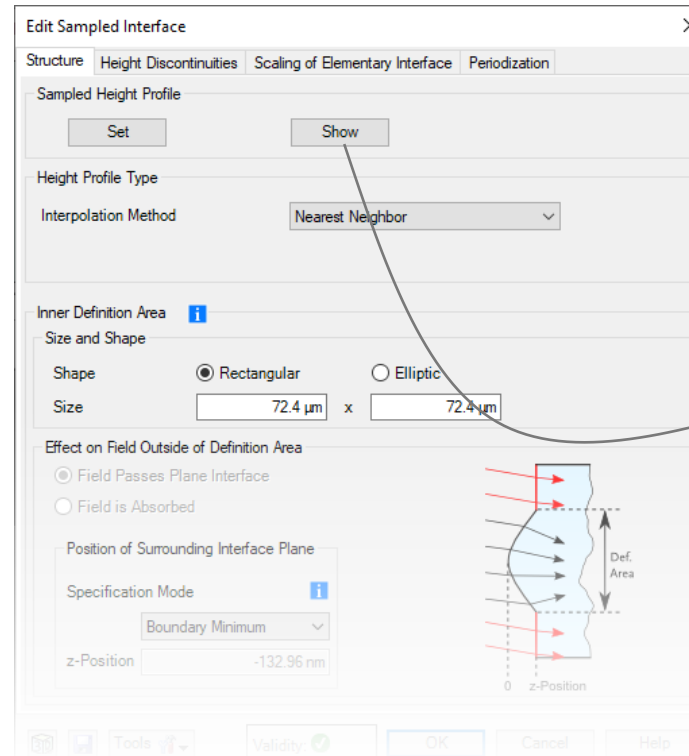 Edit Sampled Interface
Structure Height Discontinuities Scaling of Elementary Interface Periodization
Sampled Height Profile
Set Show
Height Profile Type
Interpolation Method Nearest Neighbor
Inner Definition Area i
Size and Shape
Shape Rectangular Elliptic
Size 72.4 µm x 72.4 µm
Effect on Field Outside of Definition Area
Field Passes Plane Interface
Field is Absorbed
Position of Surrounding Interface Plane
Specification Mode i
Boundary Minimum
z-Position -132.96 nm
Def.
Area
0 z-Position
3D Tools Validity: OK Cancel Help